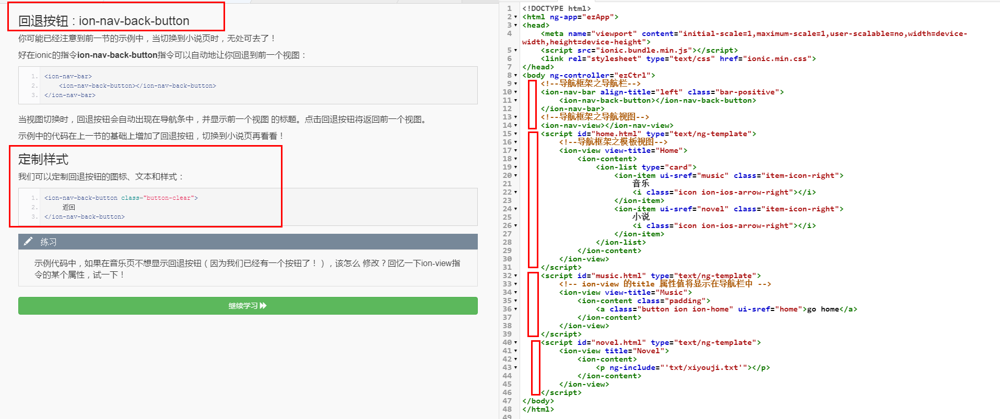 回退按钮：ion-nav-back-button
你可能已经注意到前一节的示例中，当切换到小说页时，无处可去了！
好在ionic的指令ion-nav-back-button指令可以自动地让你回退到前一个视图：
1. <ion-nav-bar>
2.     <ion-nav-back-button></ion-nav-back-button>
3. </ion-nav-bar>
当视图切换时，回退按钮会自动出现在导航条中，并显示前一个视图 的标题。点击回退按钮将返回前一个视图。
示例中的代码在上一节的基础上增加了回退按钮，切换到小说页再看看！
定制样式
我们可以定制回退按钮的图标、文本和样式：
1. <ion-nav-back-button class="button-clear">
2.     返回
3. </ion-nav-back-button>
练习
示例代码中，如果在音乐页不想显示回退按钮（因为我们已经有一个按钮了！），该怎么 修改？回忆一下ion-view指
令的某个属性，试一下！
继续学习
1 <!DOCTYPE html>
2 <html ng-app="ezApp">
3 <head>
4     <meta name="viewport" content="initial-scale=1,maximum-scale=1,user-scalable=no,width=device-
width,height=device-height">
5     <script src="ionic.bundle.min.js"></script>
6     <link rel="stylesheet" type="text/css" href="ionic.min.css">
7 </head>
8 <body ng-controller="ezCtrl">
9     <!--导航框架之导航栏-->
10     <ion-nav-bar align-title="left" class="bar-positive">
11         <ion-nav-back-button></ion-nav-back-button>
12     </ion-nav-bar>
13     <!--导航框架之导航视图-->
14     <ion-nav-view></ion-nav-view>
15     <script id="home.html" type="text/ng-template">
16         <!--导航框架之模板视图-->
17         <ion-view view-title="Home">
18             <ion-content>
19                 <ion-list type="card">
20                     <ion-item ui-sref="music" class="item-icon-right">
21                         音乐
22                         <i class="icon ion-ios-arrow-right"></i>
23                     </ion-item>
24                     <ion-item ui-sref="novel" class="item-icon-right">
25                         小说
26                         <i class="icon ion-ios-arrow-right"></i>
27                     </ion-item>
28                 </ion-list>
29             </ion-content>
30         </ion-view>
31     </script>
32     <script id="music.html" type="text/ng-template">
33         <!-- ion-view 的title 属性值将显示在导航栏中 -->
34         <ion-view view-title="Music">
35             <ion-content class="padding">
36                 <a class="button ion ion-home" ui-sref="home">go home</a>
37             </ion-content>
38         </ion-view>
39     </script>
40     <script id="novel.html" type="text/ng-template">
41         <ion-view title="Novel">
42             <ion-content>
43                 <p ng-include="'txt/xiyouji.txt'"></p>
44             </ion-content>
45         </ion-view>
46     </script>
47 </body>
48 </html>
49